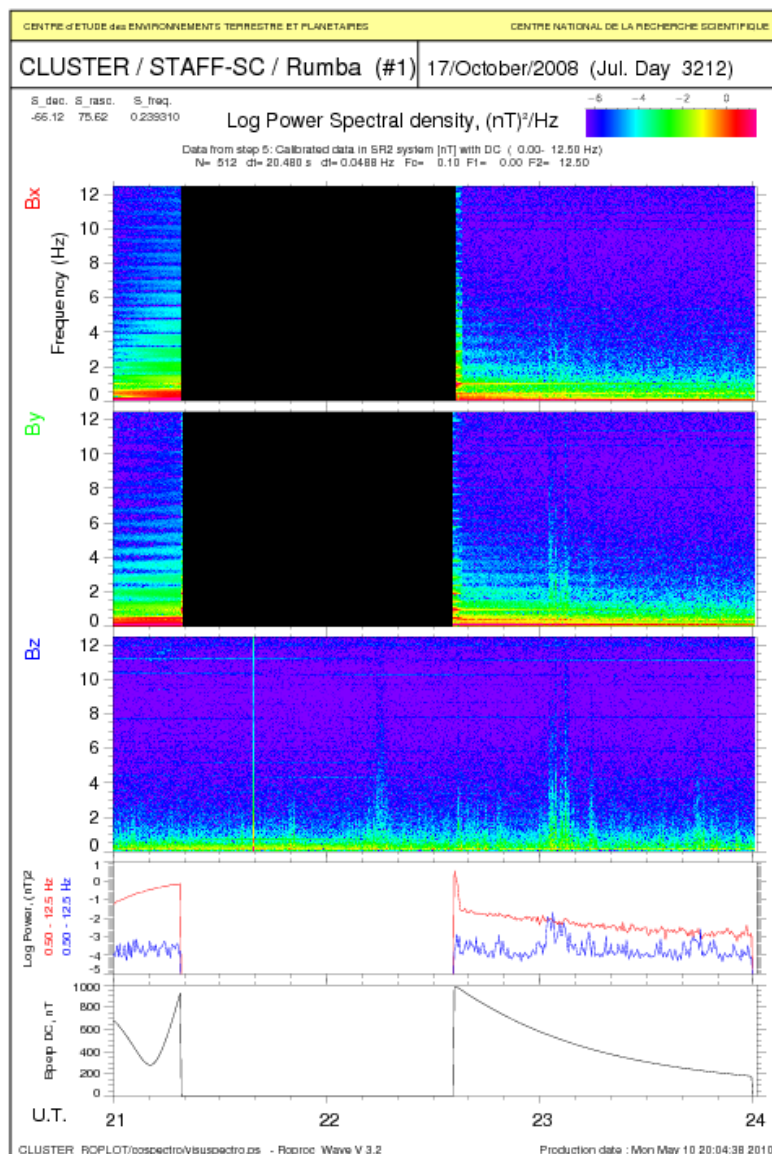 CENTRE d'ETUDE des ENVIRONNEMENTS TERRESTRE ET PLANETAIRES CENTRE NATIONAL DE LA RECHERCHE SCIENTIFIQUE
CLUSTER / STAFF-SC / Rumba (#1) 17/October/2008 (Jul. Day 3212)
S_dec. S_rasc. S_freq.
-66.12 75.62 0.239310
Log Power Spectral density, (nT)²/Hz
-6 -4 -2 0
Data from step 5: Calibrated data in SR2 system [nT] with DC ( 0.00- 12.50 Hz)
N= 512 dt= 20.480 s df= 0.0488 Hz Fc= 0.10 F1= 0.00 F2= 12.50
Bx
Frequency (Hz)
12
10
8
6
4
2
0
By
12
10
8
6
4
2
0
Bz
12
10
8
6
4
2
0
Log Power, (nT)2
0.50 - 12.5 Hz
0.50 - 12.5 Hz
1
0
-1
-2
-3
-4
-5
Bperp DC, nT
1000
800
600
400
200
0
U.T.
21 22 23 24
CLUSTER_ROPLOT/pospectro/visuspectro.ps - Roproc_Wave V 3.2 Production date : Mon May 10 20:04:38 2010